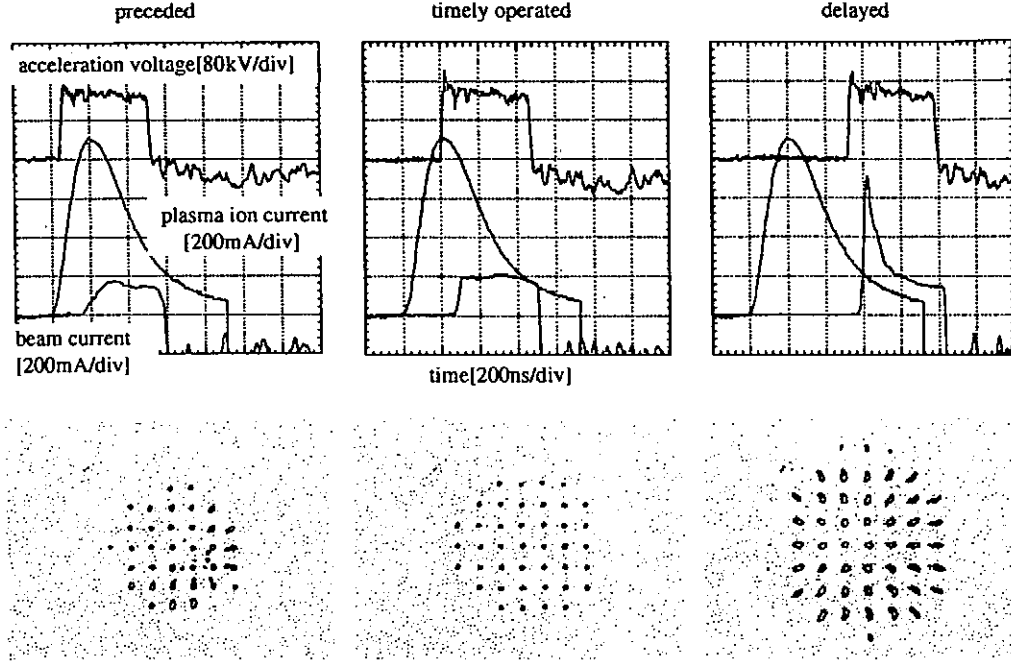 preceded
timely operated
delayed
acceleration voltage[80kV/div]
plasma ion current
[200mA/div]
beam current
[200mA/div]
time[200ns/div]